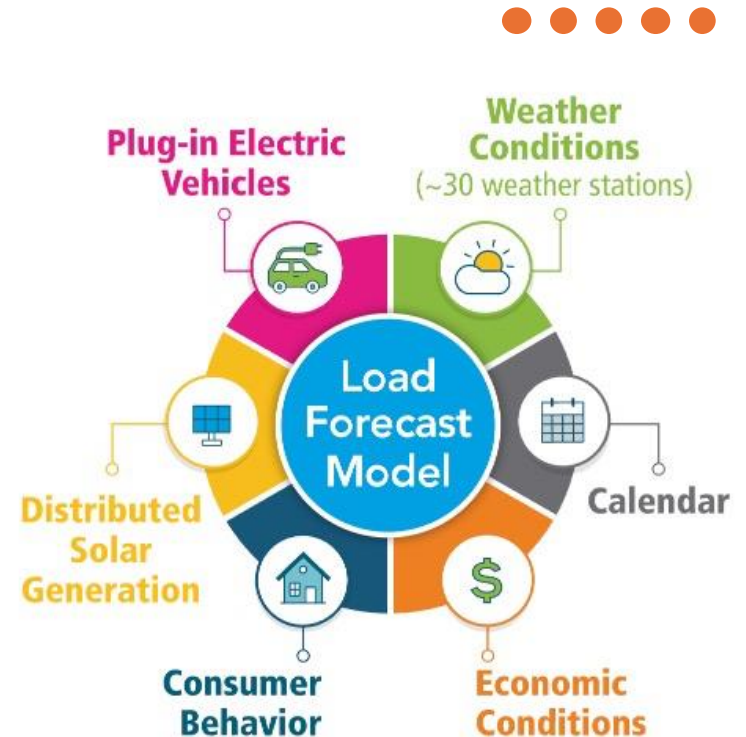 Plug-in Electric
Vehicles
Weather
Conditions
(~30 weather stations)
Load
Forecast
Model
Calendar
Distributed
Solar
Generation
Consumer
Behavior
Economic
Conditions
$